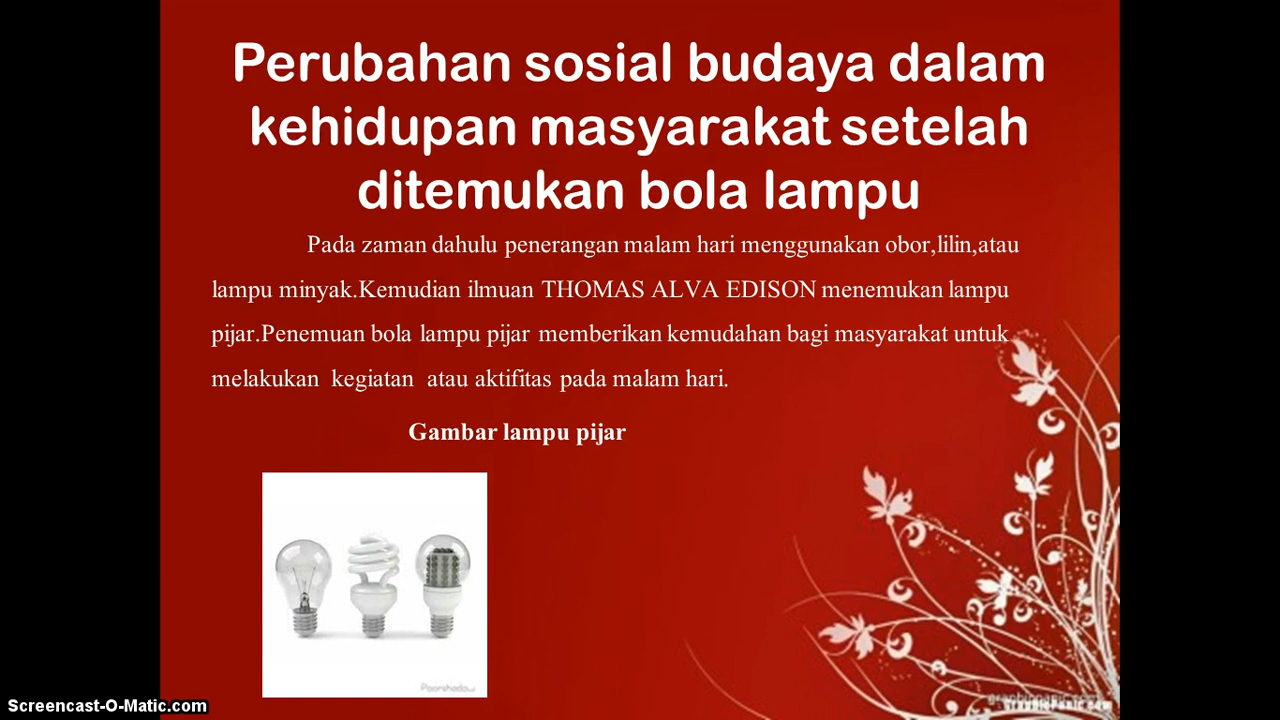 Perubahan sosial budaya dalam
kehidupan masyarakat setelah
ditemukan bola lampu
Pada zaman dahulu penerangan malam hari menggunakan obor,lilin,atau
lampu minyak.Kemudian ilmuan THOMAS ALVA EDISON menemukan lampu
pijar.Penemuan bola lampu pijar memberikan kemudahan bagi masyarakat untuk
melakukan kegiatan atau aktifitas pada malam hari.
Gambar lampu pijar
Screencast-O-Matic.com